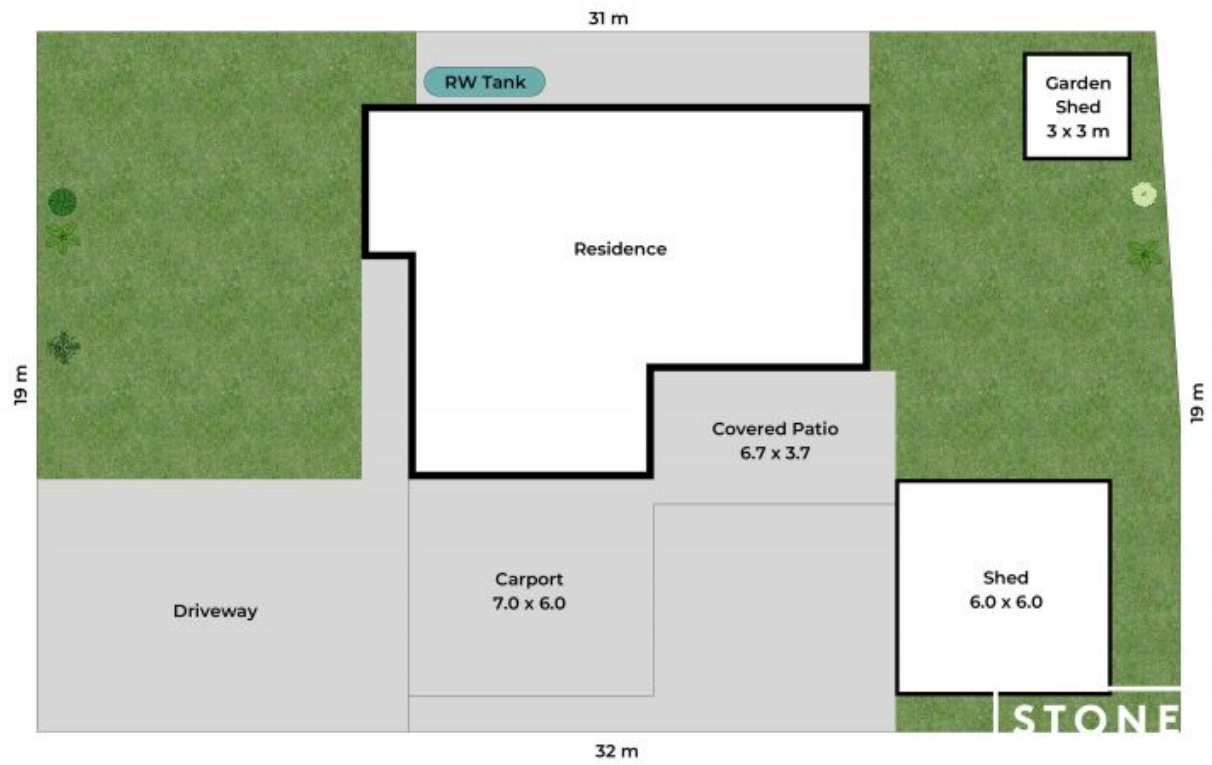 31 m
RW Tank
Garden
Shed
3 x 3 m
Residence
19 m
19 m
Covered Patio
6.7 x 3.7
Carport
7.0 x 6.0
Shed
6.0 x 6.0
Driveway
STONE
32 m